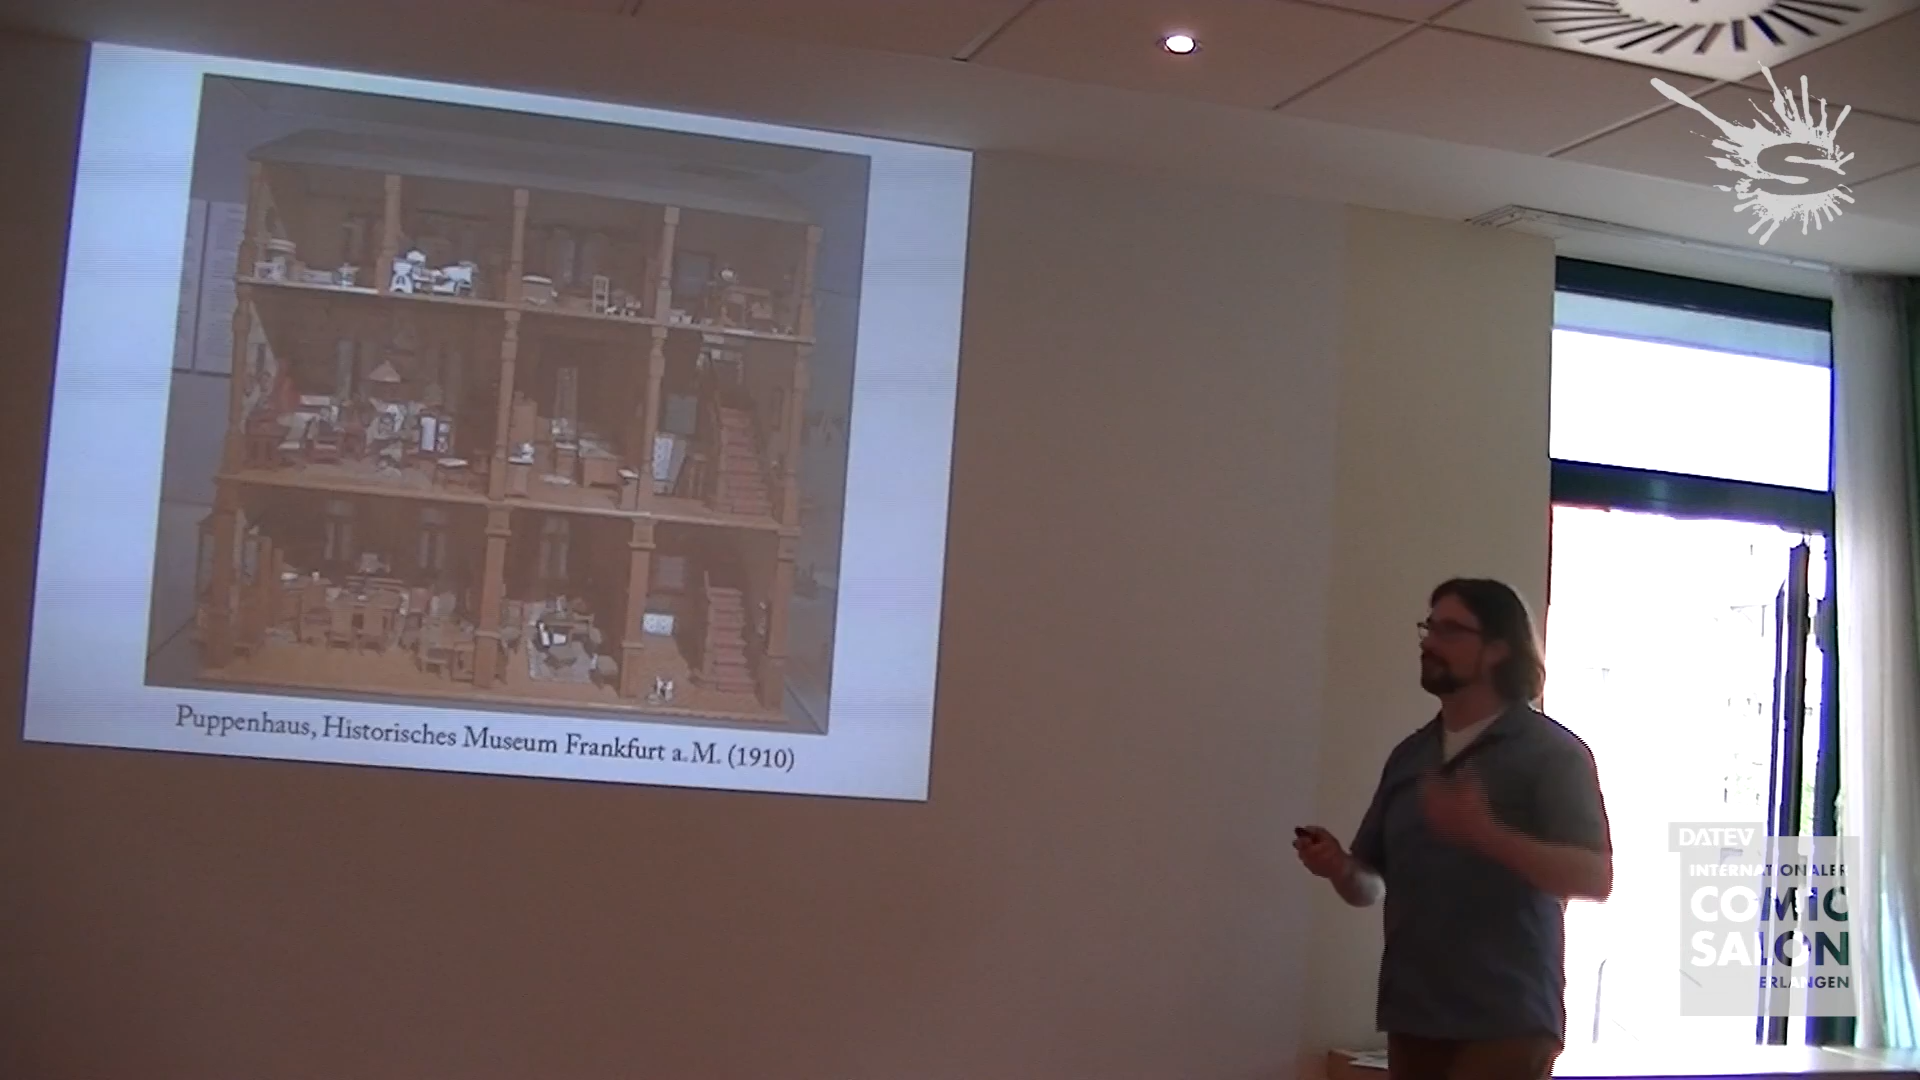 Puppenhaus, Historisches Museum Frankfurt a.M. (1910)
S
DATEV
INTERNATIONALER
COMIC
SALON
ERLANGEN